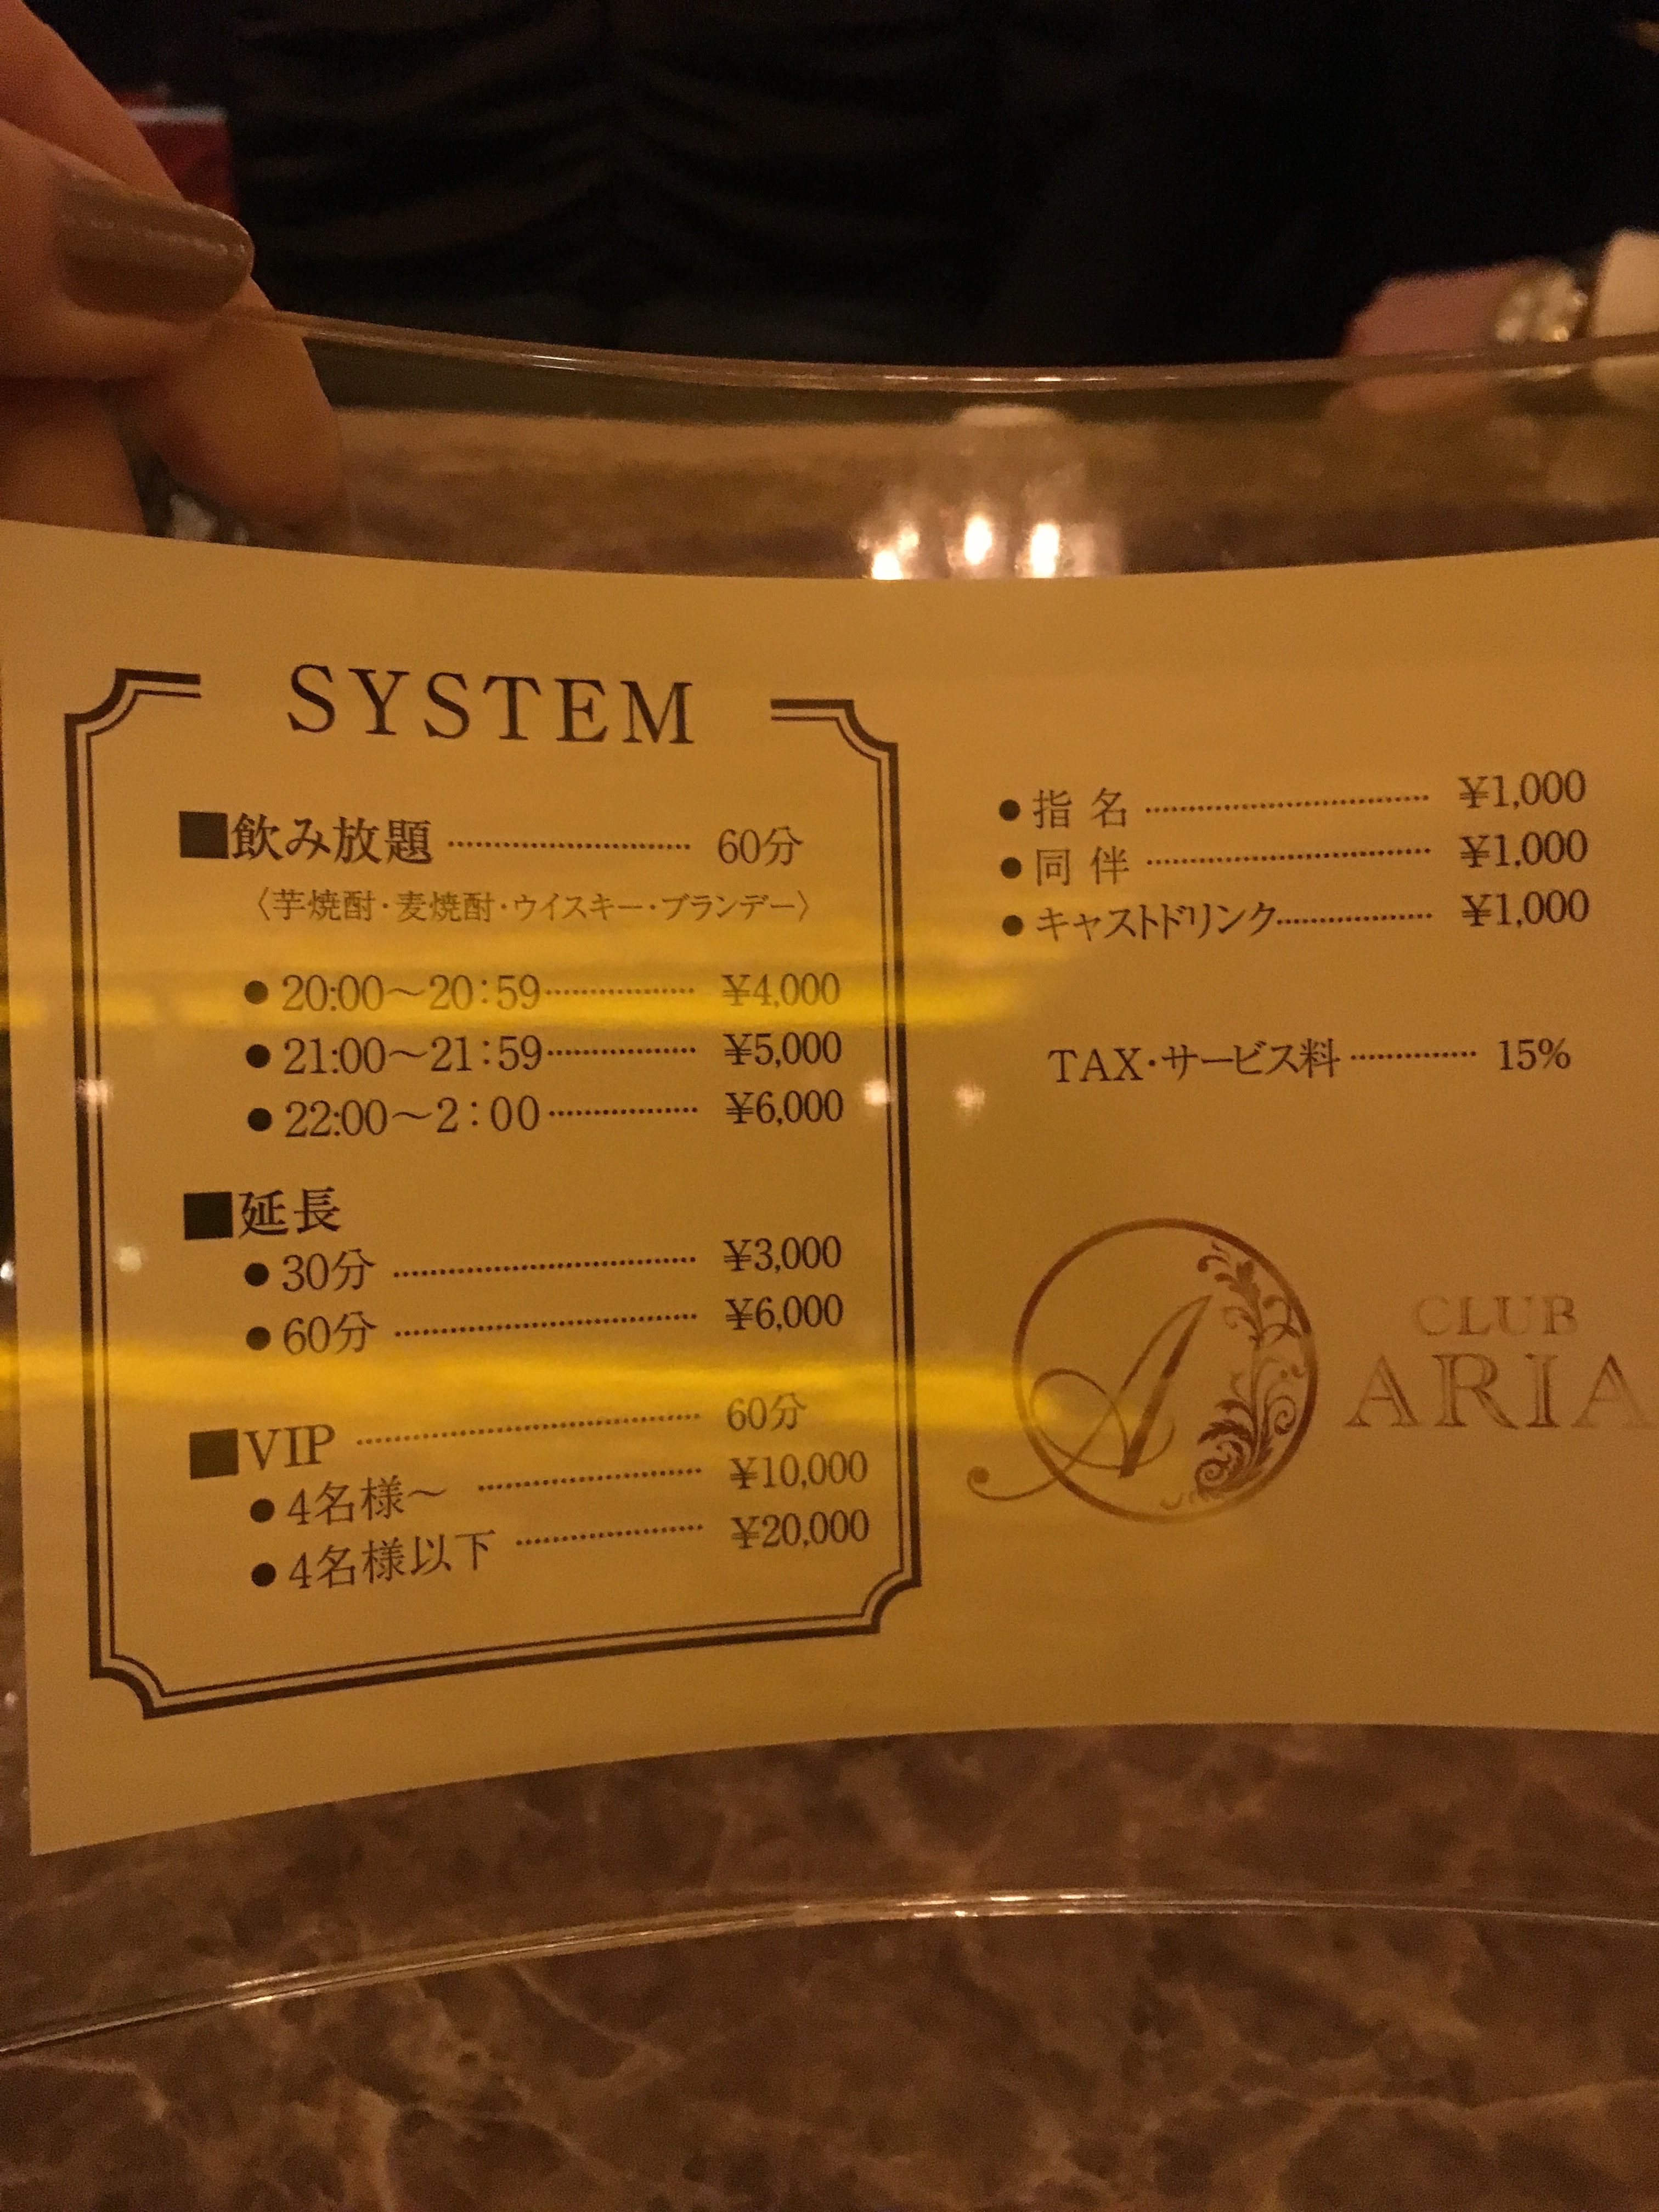 SYSTEM
■飲み放題 ………………………… 60分
〈芋焼酎・麦焼酎・ウイスキー・ブランデー〉
● 20:00～20:59 ……………… ¥4,000
● 21:00～21:59 ……………… ¥5,000
● 22:00～2:00 ……………… ¥6,000
■延長
● 30分 ……………………………… ¥3,000
● 60分 ……………………………… ¥6,000
■VIP …………………………………… 60分
● 4名様～ ……………………… ¥10,000
● 4名様以下 ………………… ¥20,000
● 指 名 …………………………… ¥1,000
● 同 伴 …………………………… ¥1,000
● キャストドリンク ……………… ¥1,000
TAX・サービス料 …………… 15%
A
CLUB
ARIA